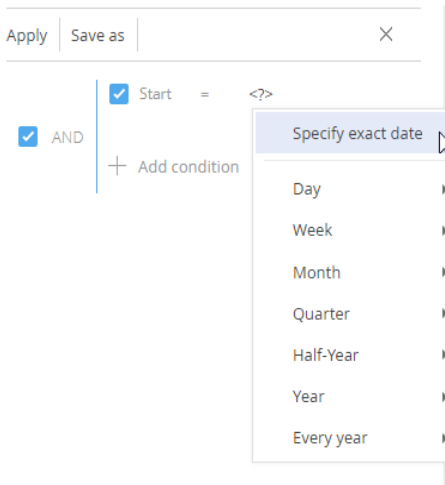 Apply Save as
Start = <?>
Specify exact date
AND
Add condition
Day
Week
Month
Quarter
Half-Year
Year
Every year